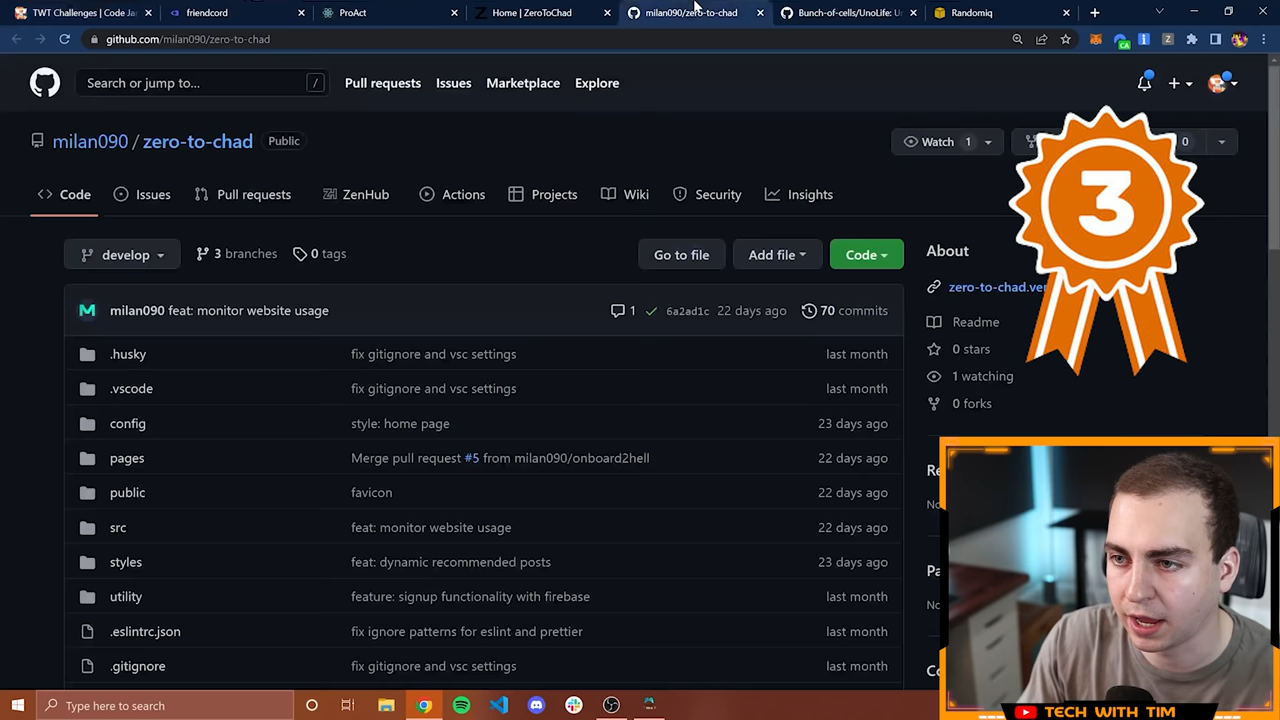 TWT Challenges | Code Ja
friendcord
ProAct
Home | ZeroToChad
milan090/zero-to-chad
Bunch-of-cells/UnoLife: U
Randomiq
github.com/milan090/zero-to-chad
CA
Z
Search or jump to... /
Pull requests Issues Marketplace Explore
milan090 / zero-to-chad Public
Watch 1
0
Code Issues Pull requests ZenHub Actions Projects Wiki Security Insights
3
develop 3 branches 0 tags Go to file Add file Code
About
milan090 feat: monitor website usage 1 6a2ad1c 22 days ago 70 commits
zero-to-chad.ver
Readme
0 stars
1 watching
0 forks
.husky fix gitignore and vsc settings last month
.vscode fix gitignore and vsc settings last month
config style: home page 23 days ago
pages Merge pull request #5 from milan090/onboard2hell 22 days ago
public favicon 22 days ago
src feat: monitor website usage 22 days ago
styles feat: dynamic recommended posts 23 days ago
utility feature: signup functionality with firebase last month
.eslintrc.json fix ignore patterns for eslint and prettier last month
.gitignore fix gitignore and vsc settings last month
Re
No
Pa
No
Co
Type here to search
TECH WITH TIM